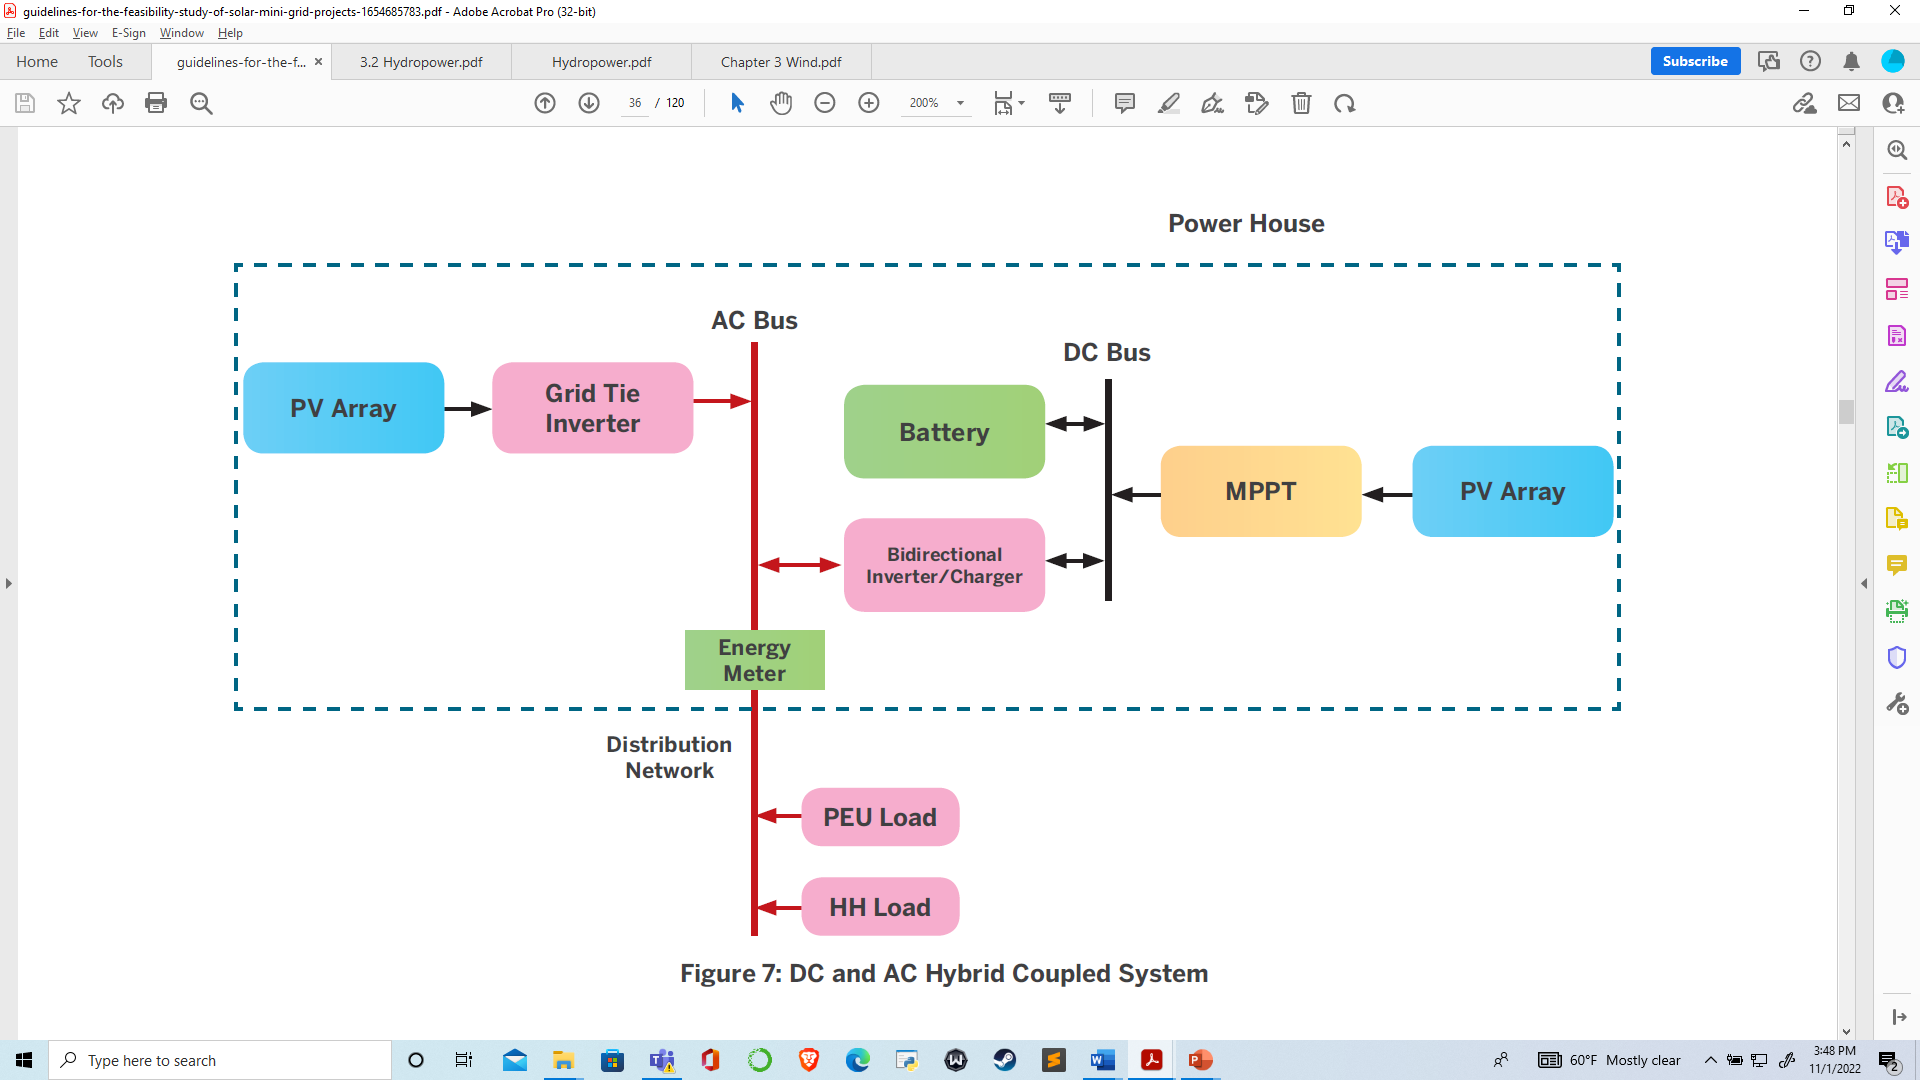 guidelines-for-the-feasibility-study-of-solar-mini-grid-projects-1654685783.pdf - Adobe Acrobat Pro (32-bit)
File Edit View E-Sign Window Help
Home Tools guidelines-for-the-f... × 3.2 Hydropower.pdf Hydropower.pdf Chapter 3 Wind.pdf Subscribe
36 / 120 200%
Power House
AC Bus
DC Bus
PV Array
Grid Tie
Inverter
Battery
MPPT
PV Array
Bidirectional
Inverter/Charger
Energy
Meter
Distribution
Network
PEU Load
HH Load
Figure 7: DC and AC Hybrid Coupled System
Type here to search
60°F Mostly clear
3:48 PM
11/1/2022
2